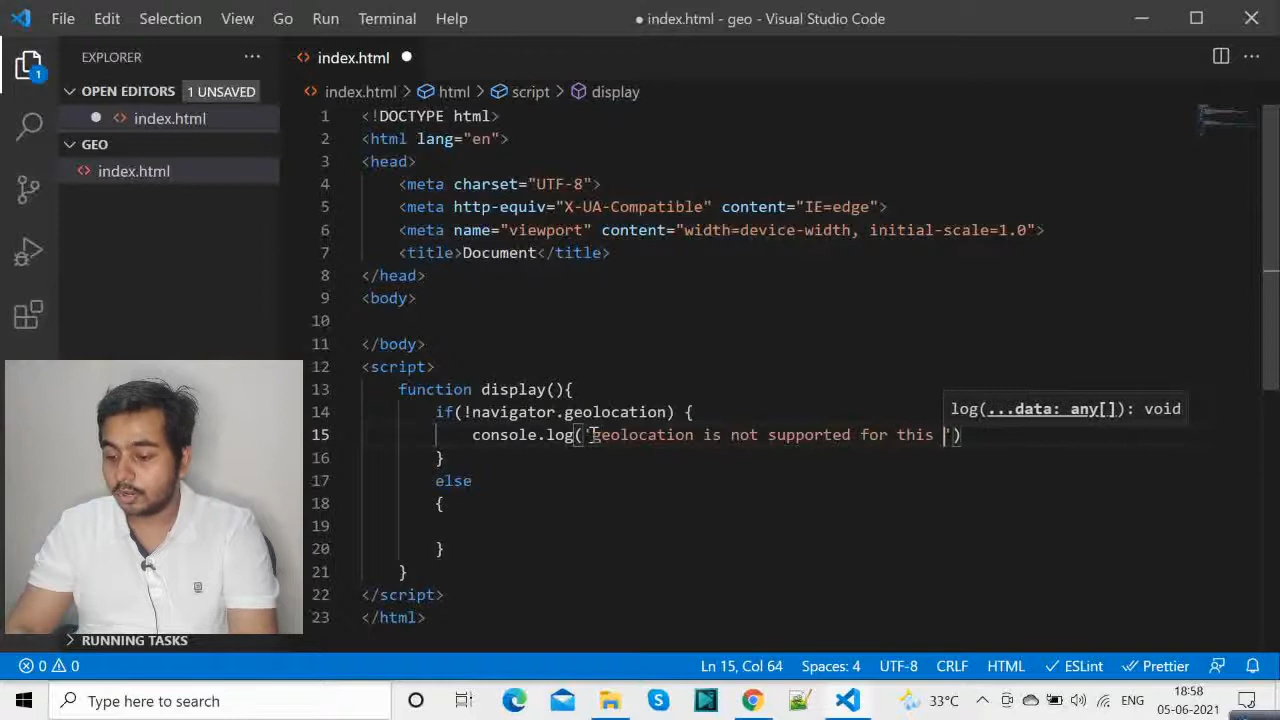 File Edit Selection View Go Run Terminal Help ● index.html - geo - Visual Studio Code
EXPLORER
index.html
OPEN EDITORS 1 UNSAVED
index.html
GEO
index.html
1
RUNNING TASKS
index.html > html > script > display
1 <!DOCTYPE html>
2 <html lang="en">
3 <head>
4 <meta charset="UTF-8">
5 <meta http-equiv="X-UA-Compatible" content="IE=edge">
6 <meta name="viewport" content="width=device-width, initial-scale=1.0">
7 <title>Document</title>
8 </head>
9 <body>
10
11 </body>
12 <script>
13 function display(){
14 if(!navigator.geolocation) {
log(...data: any[]): void
15 console.log('geolocation is not supported for this ')
16 }
17 else
18 {
19
20 }
21 }
22 </script>
23 </html>
0 0 Ln 15, Col 64 Spaces: 4 UTF-8 CRLF HTML ESLint Prettier
Type here to search
33°C ENG
18:58
05-06-2021